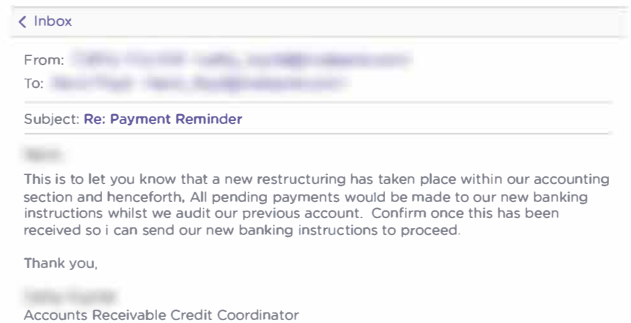 < Inbox
From:
To:
Subject: Re: Payment Reminder
This is to let you know that a new restructuring has taken place within our accounting
section and henceforth, All pending payments would be made to our new banking
instructions whilst we audit our previous account. Confirm once this has been
received so i can send our new banking instructions to proceed.
Thank you,
Accounts Receivable Credit Coordinator